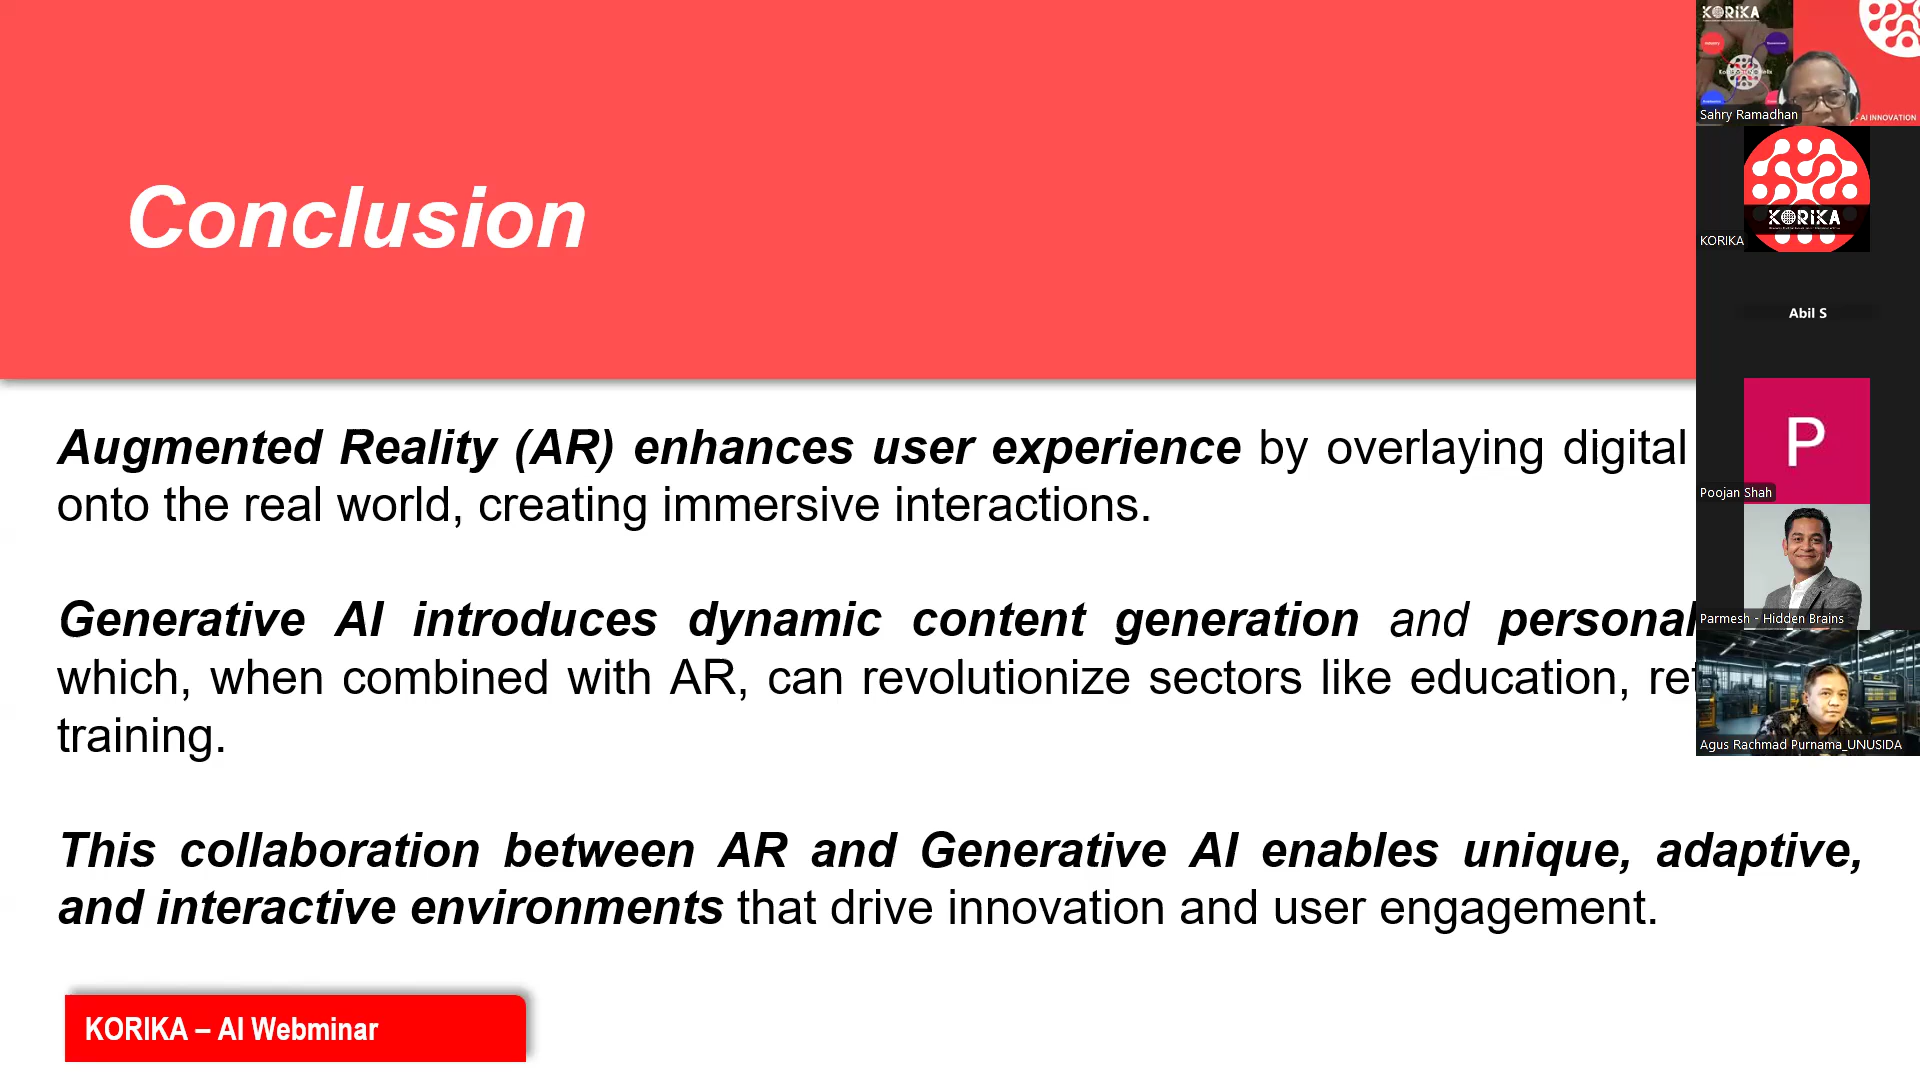 Conclusion
Augmented Reality (AR) enhances user experience by overlaying digital
onto the real world, creating immersive interactions.
Generative AI introduces dynamic content generation and personal
which, when combined with AR, can revolutionize sectors like education,
training.
This collaboration between AR and Generative AI enables unique, adaptive,
and interactive environments that drive innovation and user engagement.
KORIKA – AI Webminar
KORIKA
AI INNOVATION
Sahry Ramadhan
KORIKA
KORIKA
Abil S
P
Poojan Shah
Parmesh - Hidden Brains
Agus Rachmad Purnama_UNUSIDA